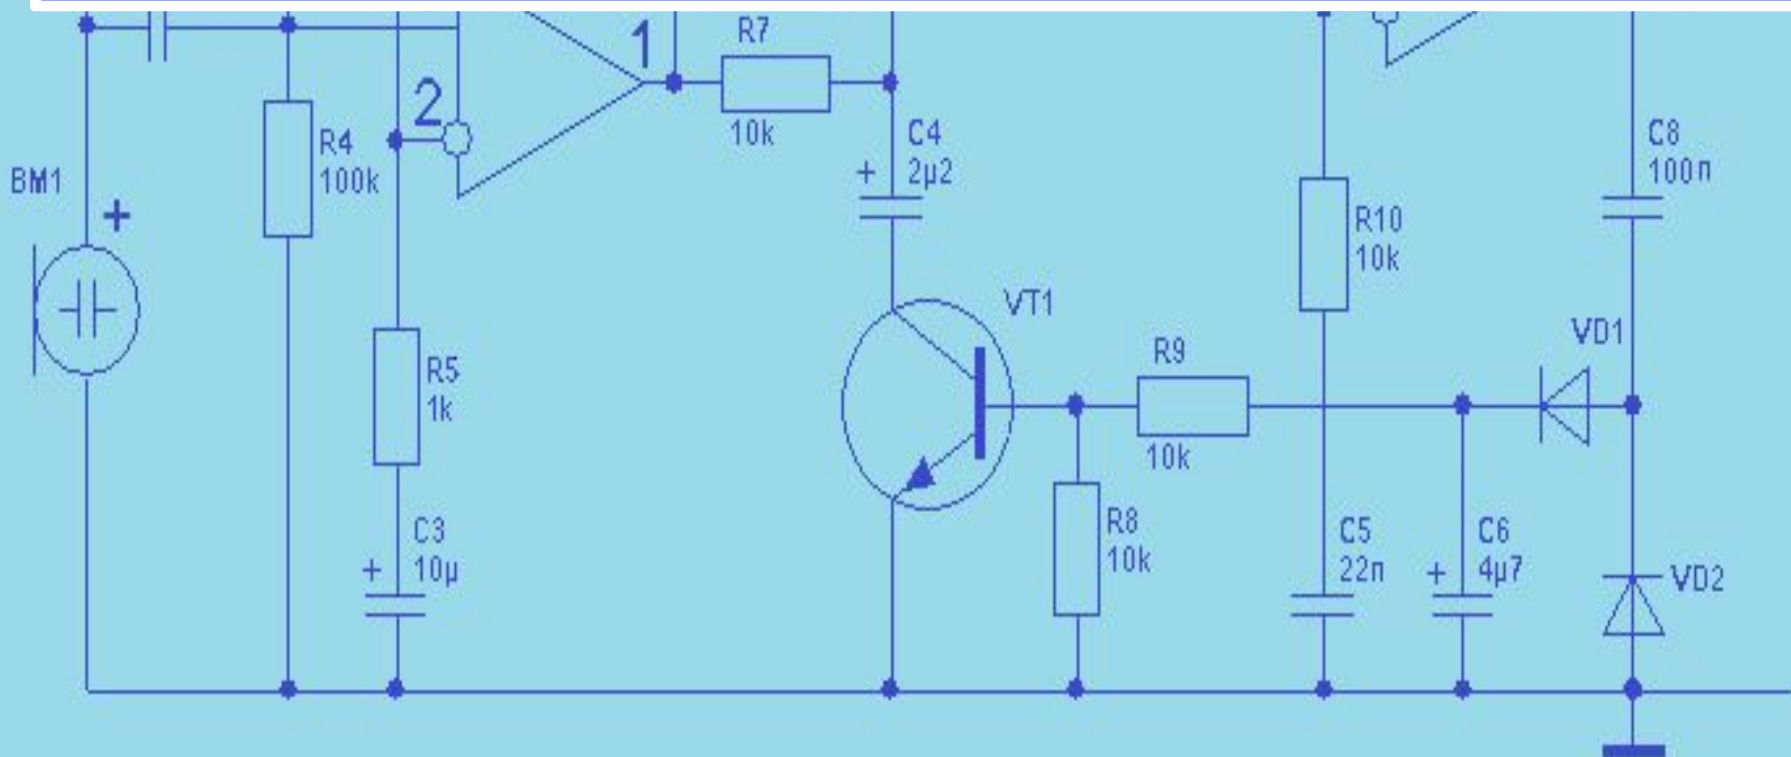 1
R7
10k
2
R4
100k
BM1
+
C4
+ 2µ2
C8
100n
R10
10k
VT1
VD1
R9
10k
R5
1k
C3
+ 10µ
R8
10k
C5
22n
C6
+ 4µ7
VD2